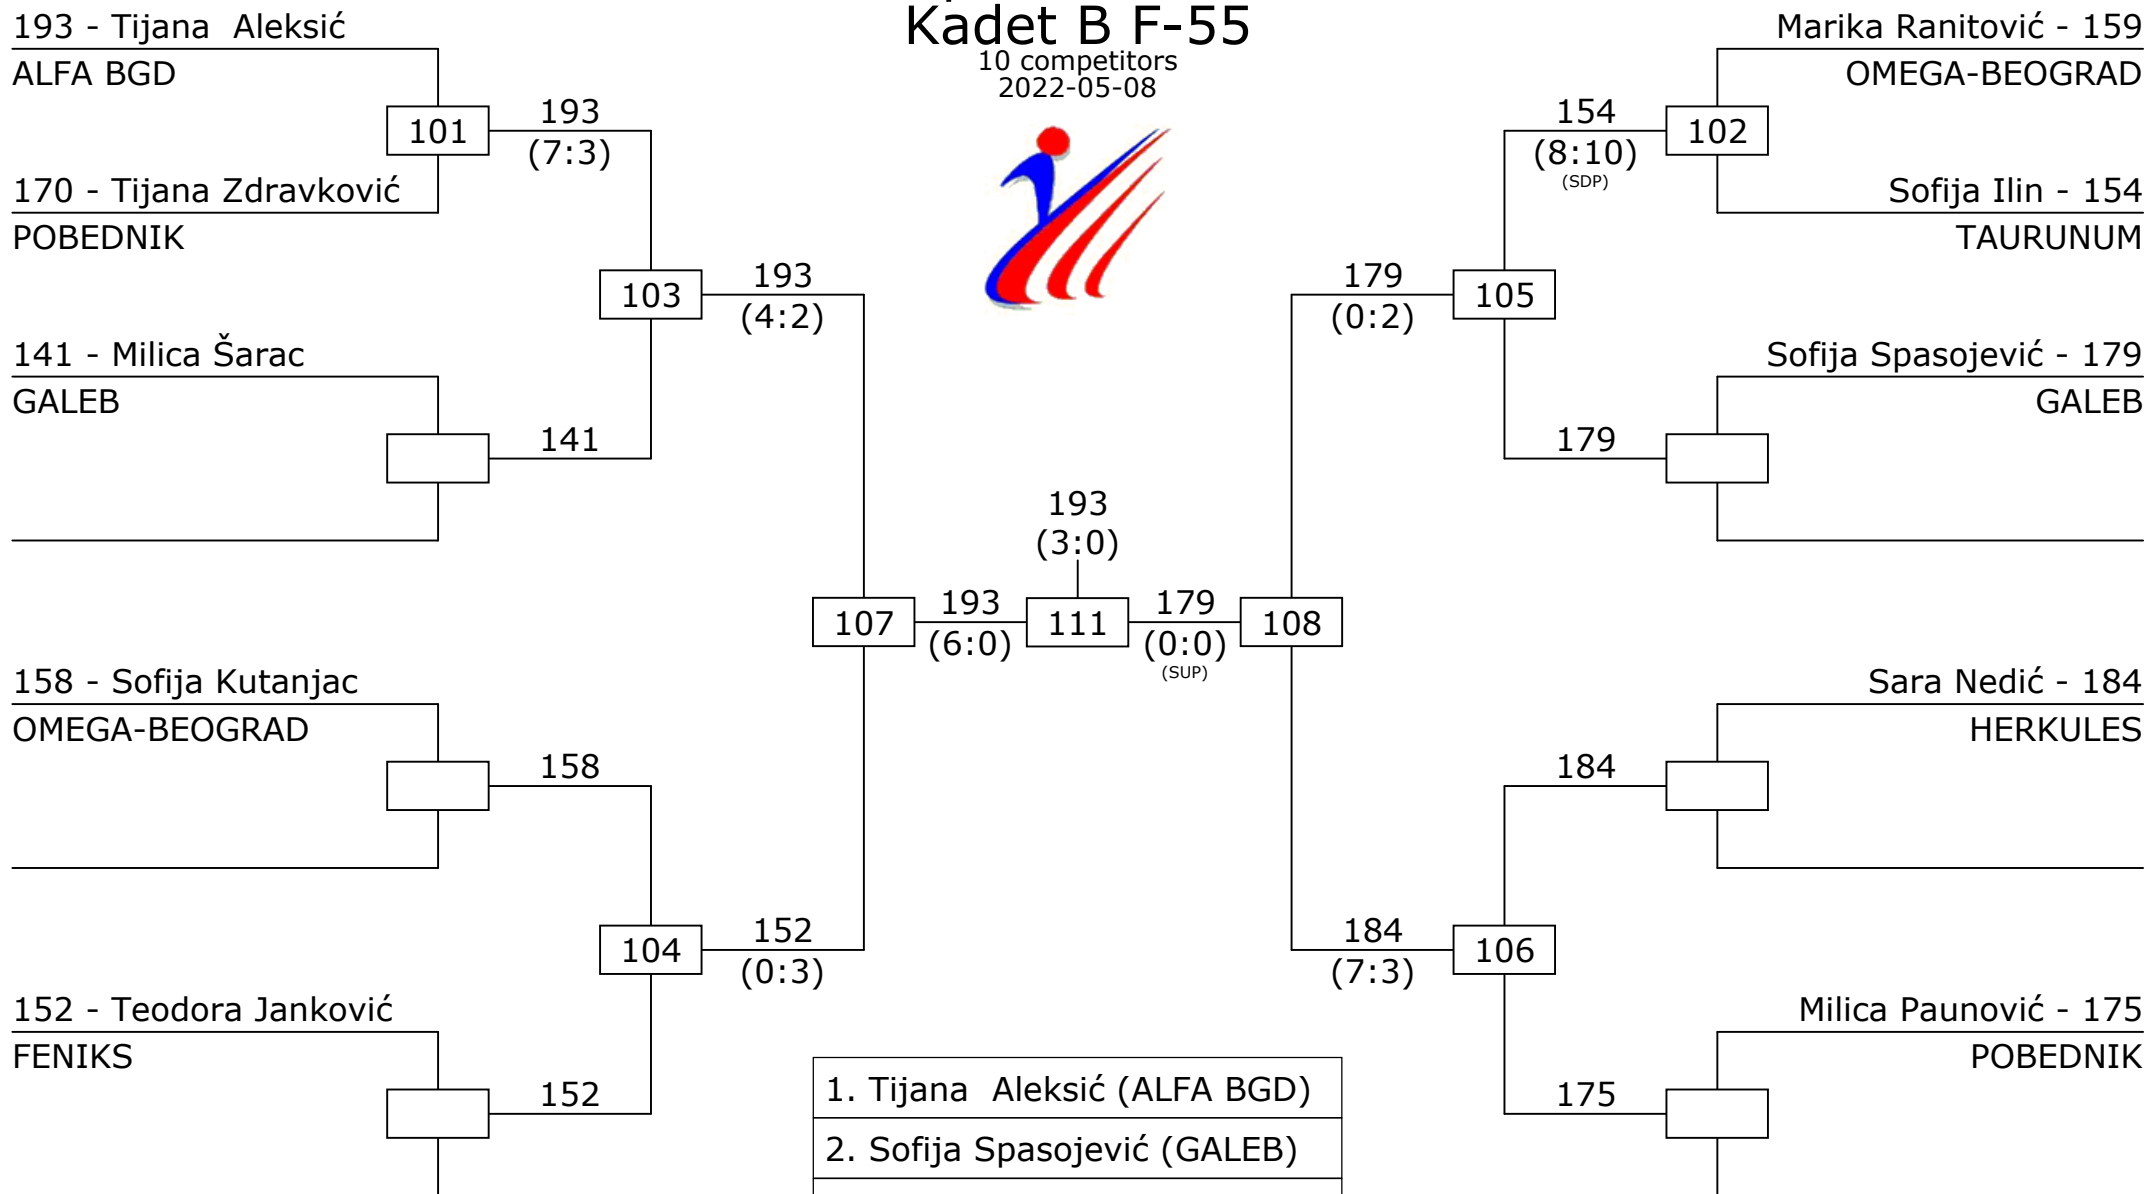 Kadet B F-55
10 competitors
2022-05-08
193 - Tijana  Aleksić
ALFA BGD
101
193
(7:3)
170 - Tijana Zdravković
POBEDNIK
103
193
(4:2)
141 - Milica Šarac
GALEB
141
158 - Sofija Kutanjac
OMEGA-BEOGRAD
158
104
152
(0:3)
152 - Teodora Janković
FENIKS
152
107
193
(6:0)
193
(3:0)
111
179
(0:0)
(SUP)
108
Marika Ranitović - 159
OMEGA-BEOGRAD
154
(8:10)
(SDP)
102
Sofija Ilin - 154
TAURUNUM
179
(0:2)
105
Sofija Spasojević - 179
GALEB
179
Sara Nedić - 184
HERKULES
184
184
(7:3)
106
Milica Paunović - 175
POBEDNIK
175
1. Tijana  Aleksić (ALFA BGD)
2. Sofija Spasojević (GALEB)